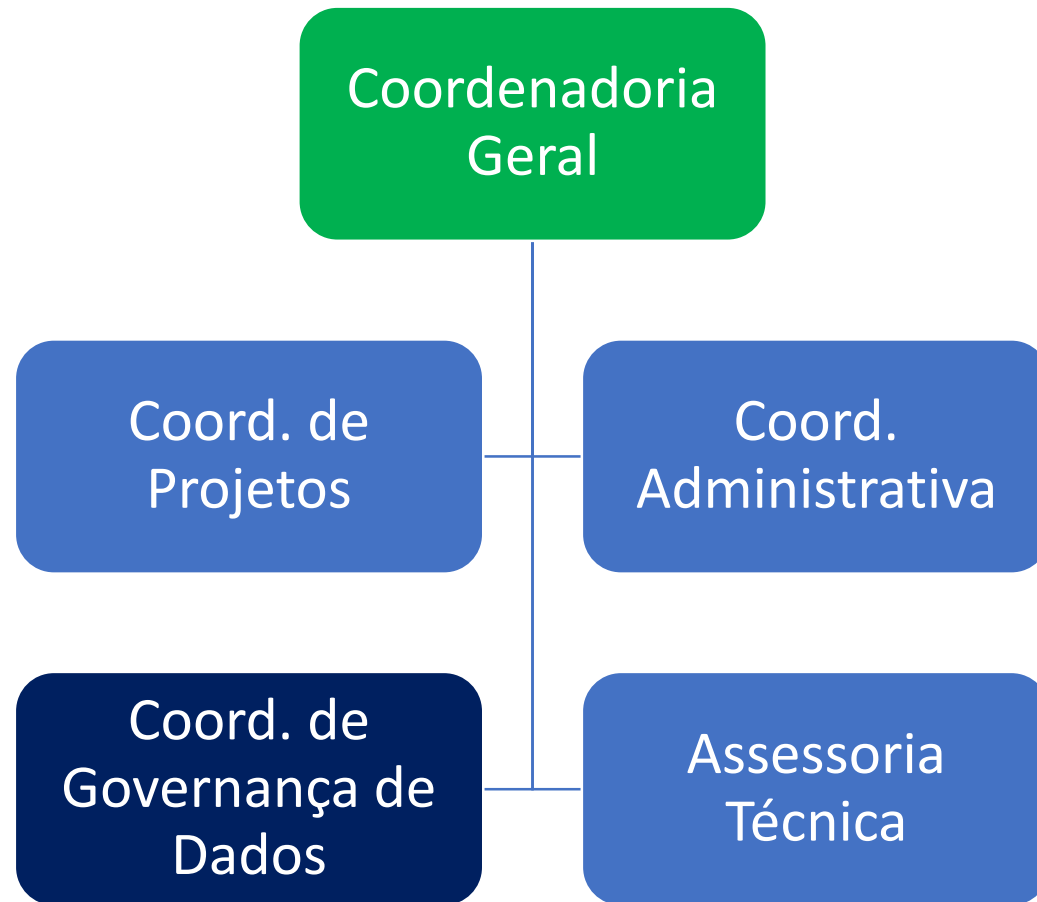 Coordenadoria
Geral
Coord. de
Projetos
Coord.
Administrativa
Coord. de
Governança de
Dados
Assessoria
Técnica